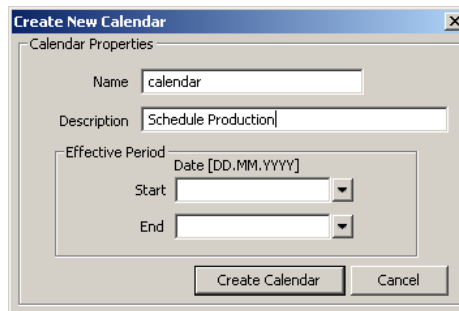 Create New Calendar
Calendar Properties
Name calendar
Description Schedule Production
Effective Period
Date [DD.MM.YYYY]
Start
End
Create Calendar Cancel